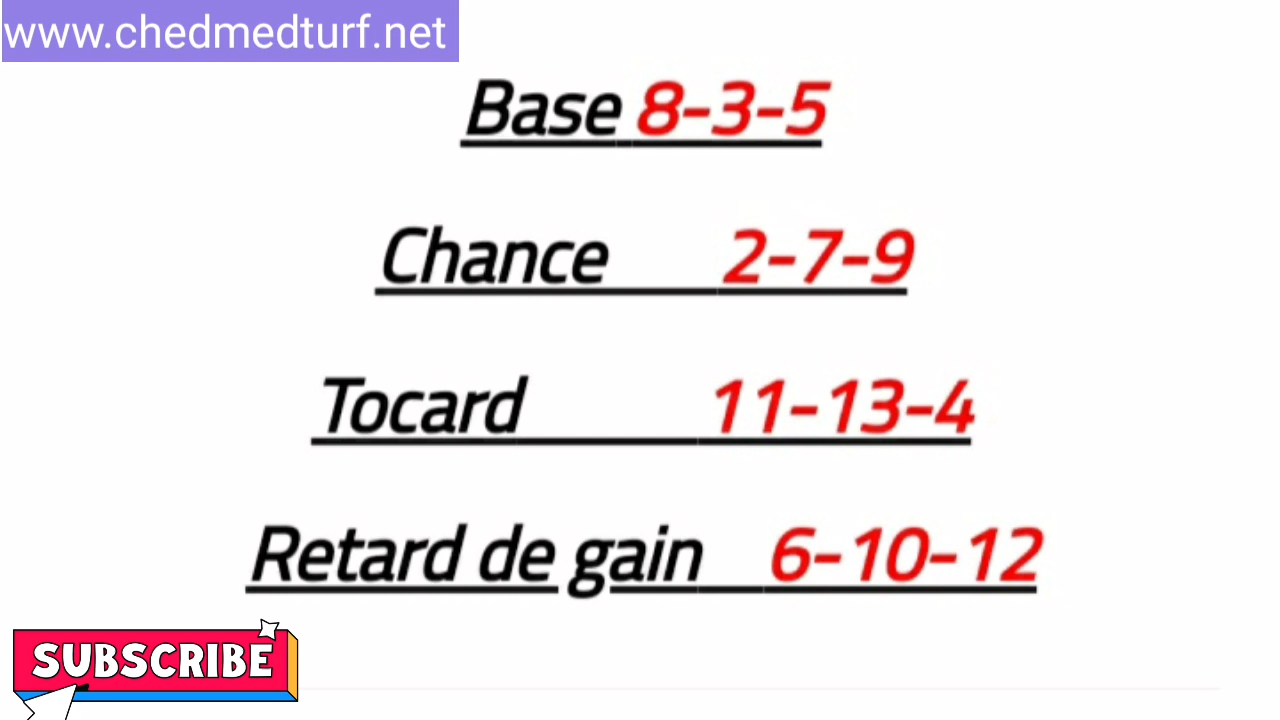 www.chedmedturf.net
Base 8-3-5
Chance 2-7-9
Tocard 11-13-4
Retard de gain 6-10-12
SUBSCRIBE